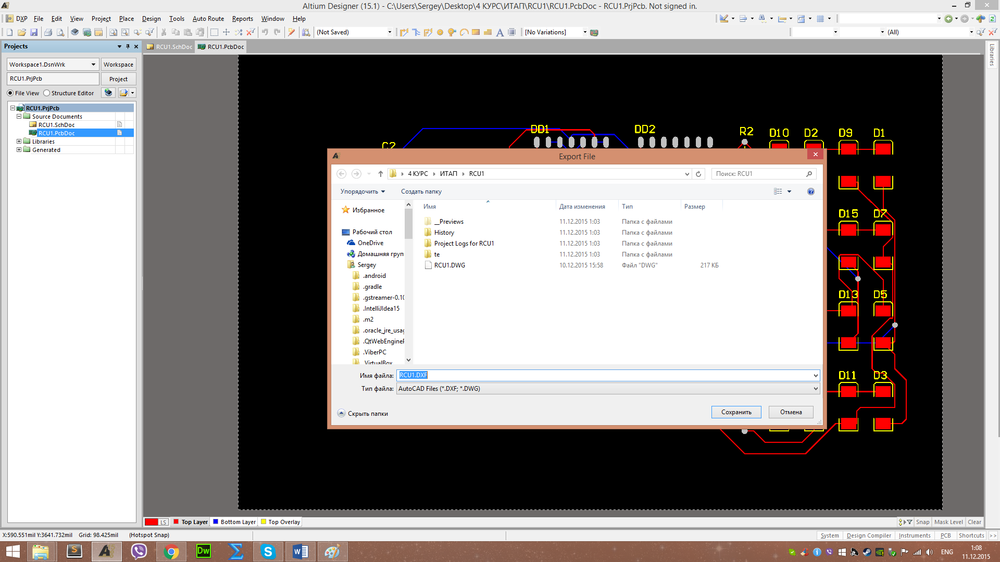 Altium Designer (15.1) - C:\Users\Sergey\Desktop\4 КУРС\ИТАП\RCU1\RCU1.PcbDoc - RCU1.PrjPcb. Not signed in.
DXP File Edit View Project Place Design Tools Auto Route Reports Window Help
(Not Saved) [No Variations] (All)
Projects
RCU1.SchDoc RCU1.PcbDoc
Libraries
Workspace1.DsnWrk Workspace
RCU1.PrjPcb Project
File View Structure Editor
RCU1.PrjPcb
Source Documents
RCU1.SchDoc
RCU1.PcbDoc
Libraries
Generated
DD1 DD2 R2 D10 D2 D9 D1
C2
D15 D7
D13 D5
D11 D3
Export File
4 КУРС ИТАП RCU1
Поиск: RCU1
Упорядочить Создать папку
Избранное
Рабочий стол
OneDrive
Домашняя груп
Sergey
.android
.gradle
.gstreamer-0.10
.IntelliJIdea15
.m2
.oracle_jre_usag
.QtWebEngineF
.ViberPC
.VirtualBox
Имя Дата изменения Тип Размер
__Previews 11.12.2015 1:03 Папка с файлами
History 11.12.2015 1:03 Папка с файлами
Project Logs for RCU1 11.12.2015 1:03 Папка с файлами
te 11.12.2015 1:03 Папка с файлами
RCU1.DWG 10.12.2015 15:58 Файл "DWG" 217 КБ
Имя файла: RCU1.DXF
Тип файла: AutoCAD Files (*.DXF; *.DWG)
Скрыть папки Сохранить Отмена
LS Top Layer Bottom Layer Top Overlay
Snap Mask Level Clear
X:590.551mil Y:3641.732mil Grid: 98.425mil (Hotspot Snap)
System Design Compiler Instruments PCB Shortcuts >>
Dw
ENG
1:08
11.12.2015